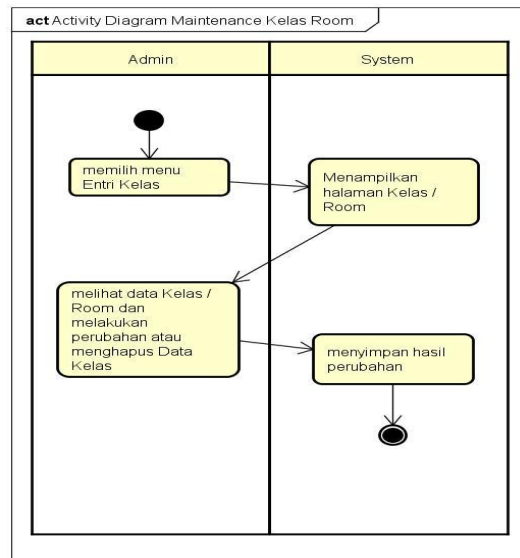 act Activity Diagram Maintenance Kelas Room
Admin
System
memilih menu
Entri Kelas
Menampilkan
halaman Kelas /
Room
melihat data Kelas /
Room dan
melakukan
perubahan atau
menghapus Data
Kelas
menyimpan hasil
perubahan